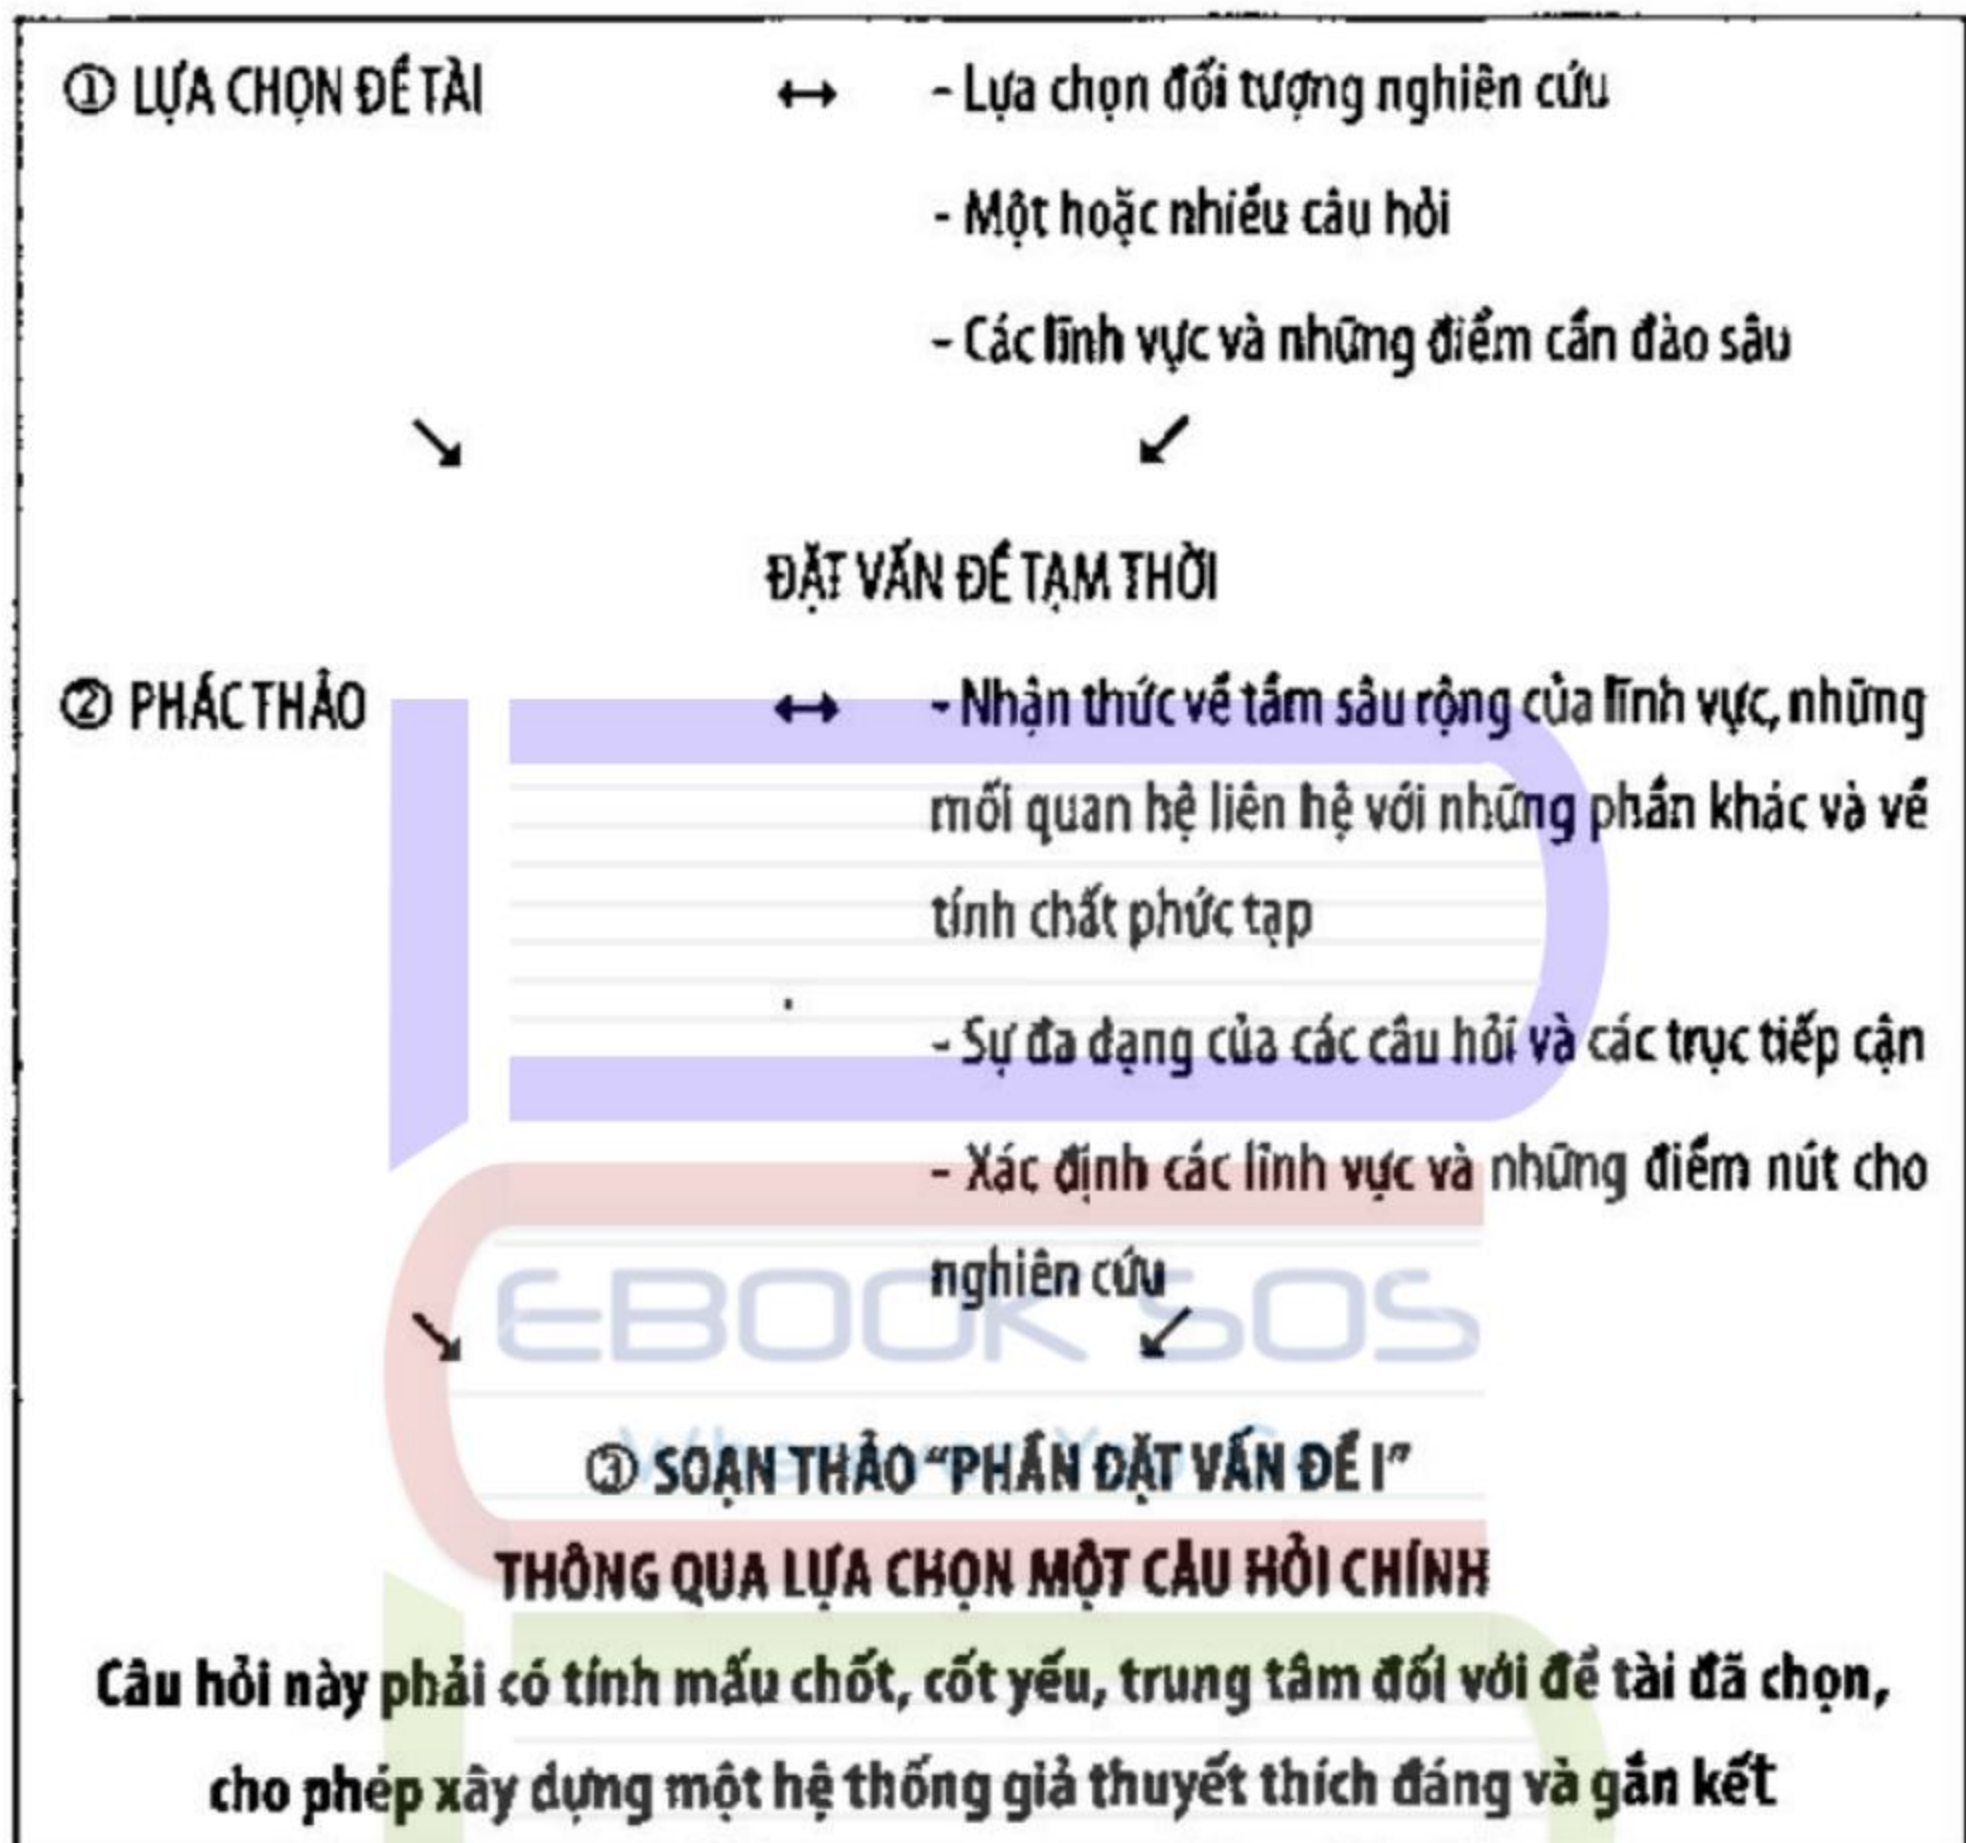 ① LỰA CHỌN ĐỀ TÀI ↔ - Lựa chọn đối tượng nghiên cứu
- Một hoặc nhiều câu hỏi
- Các lĩnh vực và những điểm cần đào sâu
↘ ↙
ĐẶT VẤN ĐỀ TẠM THỜI
② PHÁC THẢO ↔ - Nhận thức về tầm sâu rộng của lĩnh vực, những
mối quan hệ liên hệ với những phần khác và về
tính chất phức tạp
- Sự đa dạng của các câu hỏi và các trục tiếp cận
- Xác định các lĩnh vực và những điểm nút cho
nghiên cứu
↘ ↙
EBOOK SOS
③ SOẠN THẢO “PHẦN ĐẶT VẤN ĐỀ I”
THÔNG QUA LỰA CHỌN MỘT CÂU HỎI CHÍNH
Câu hỏi này phải có tính mấu chốt, cốt yếu, trung tâm đối với đề tài đã chọn,
cho phép xây dựng một hệ thống giả thuyết thích đáng và gắn kết